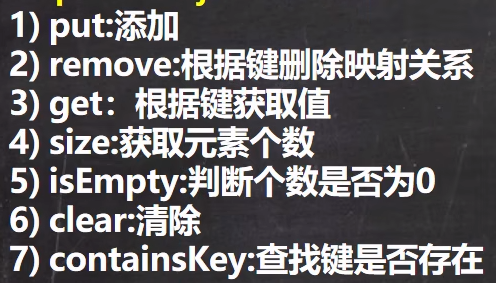 1) put:添加
2) remove:根据键删除映射关系
3) get：根据键获取值
4) size:获取元素个数
5) isEmpty:判断个数是否为0
6) clear:清除
7) containsKey:查找键是否存在